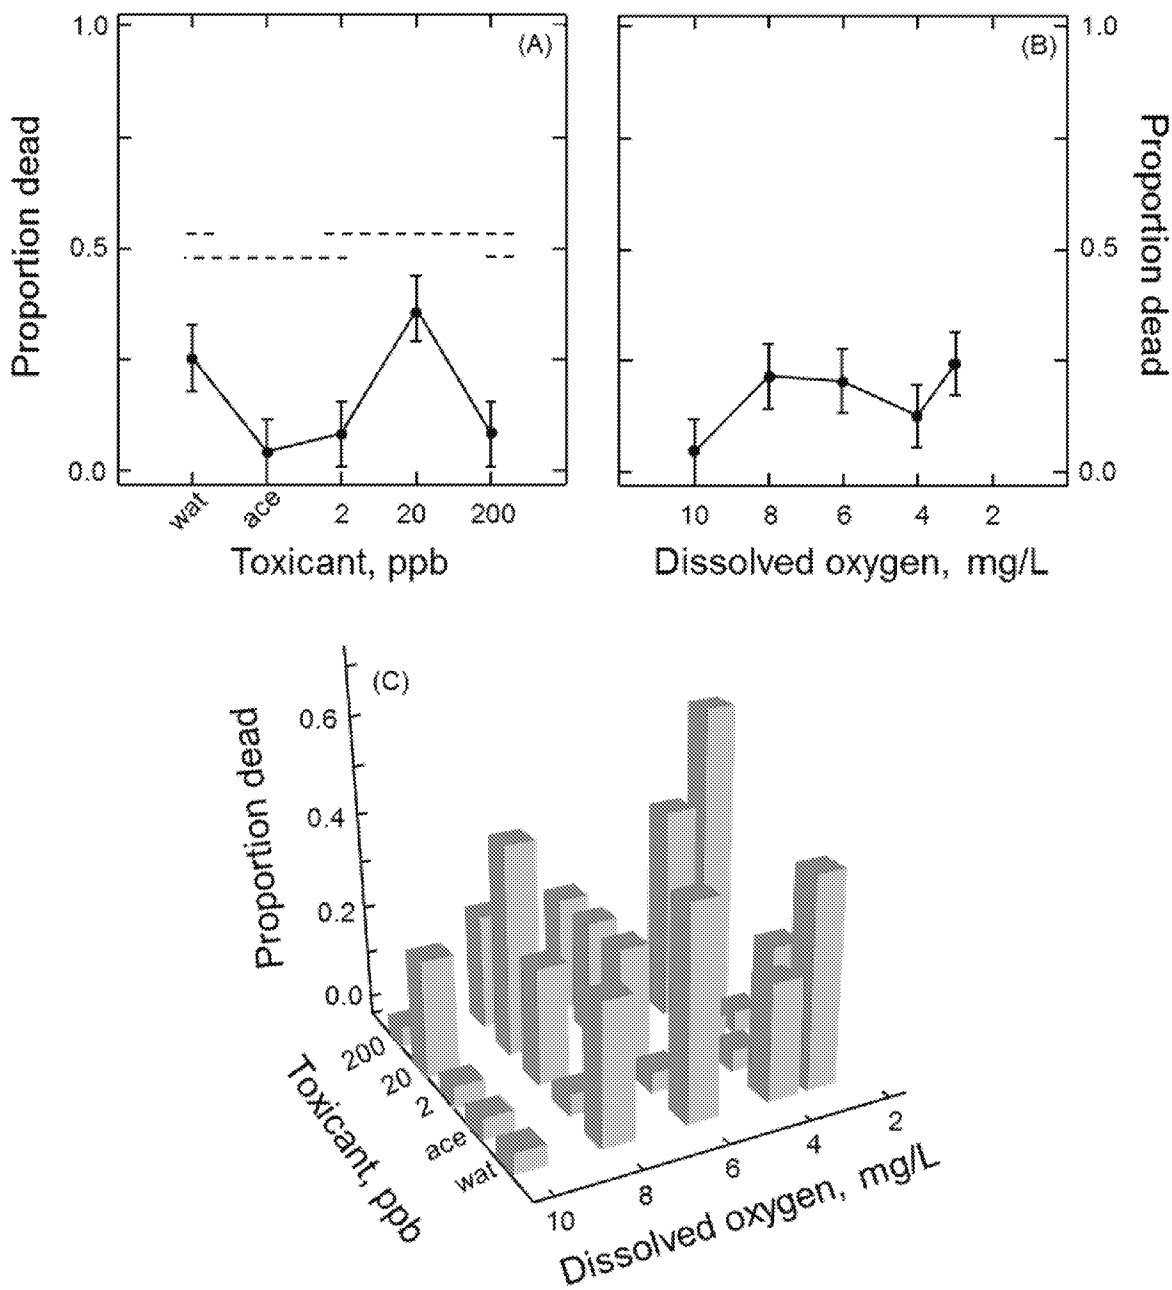 1.0
(A)
0.5
0.0
Proportion dead
wat
ace
2
20
200
Toxicant, ppb
(B)
1.0
0.5
0.0
Proportion dead
10
8
6
4
2
Dissolved oxygen, mg/L
(C)
0.6
0.4
0.2
0.0
Proportion dead
200
20
2
ace
wat
Toxicant, ppb
10
8
6
4
2
Dissolved oxygen, mg/L